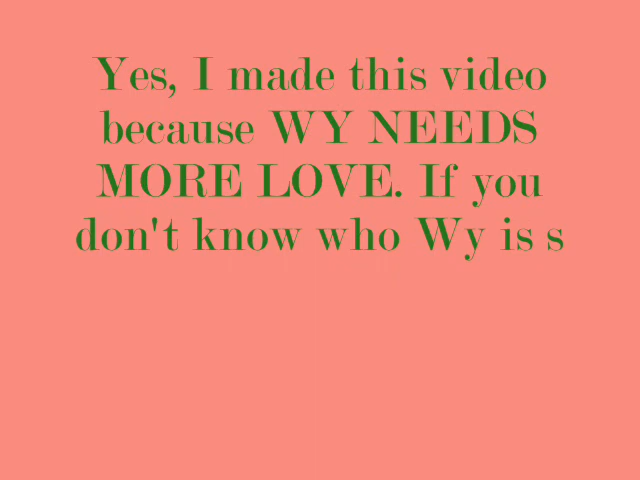 Yes, I made this video
because WY NEEDS
MORE LOVE. If you
don't know who Wy is s